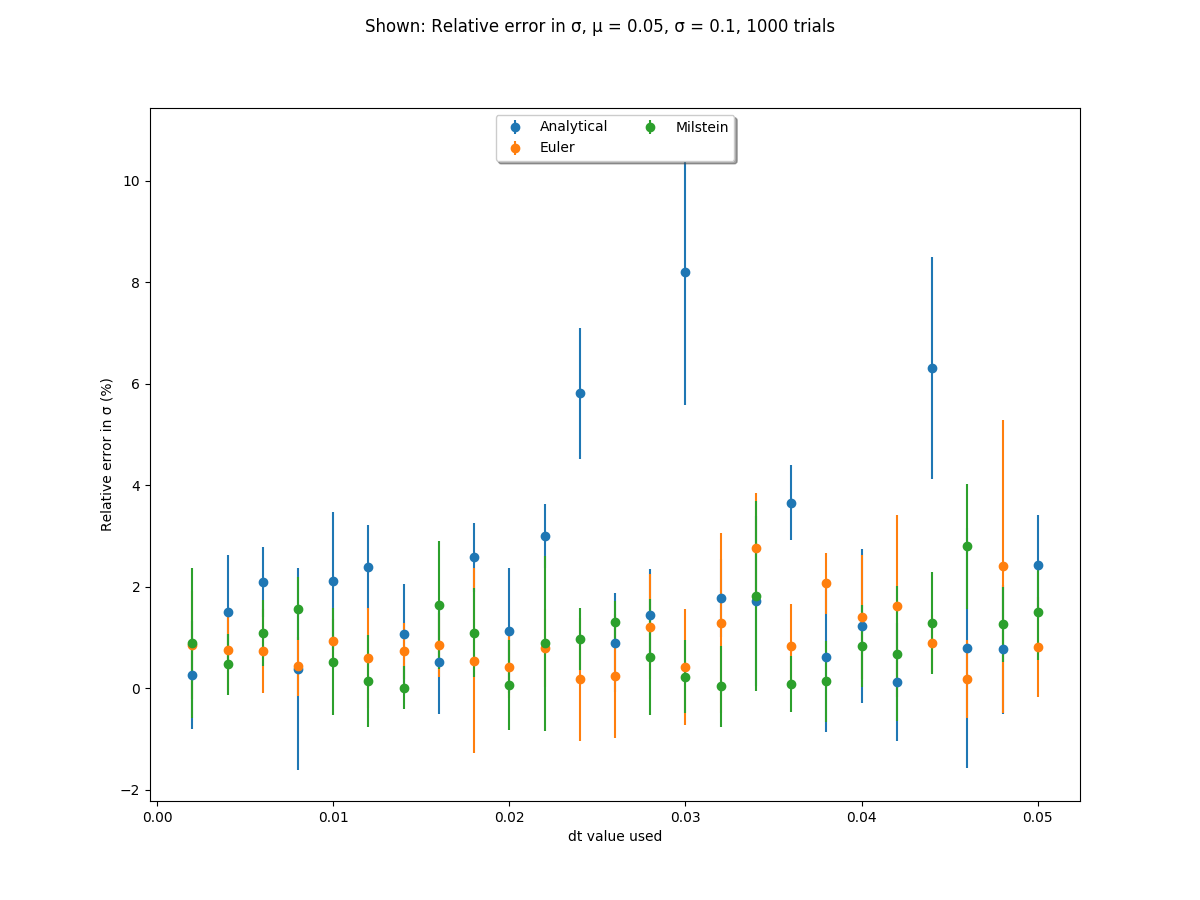 Shown: Relative error in σ, μ = 0.05, σ = 0.1, 1000 trials
Analytical
Euler
Milstein
Relative error in σ (%)
10
8
6
4
2
0
−2
0.00
0.01
0.02
0.03
0.04
0.05
dt value used